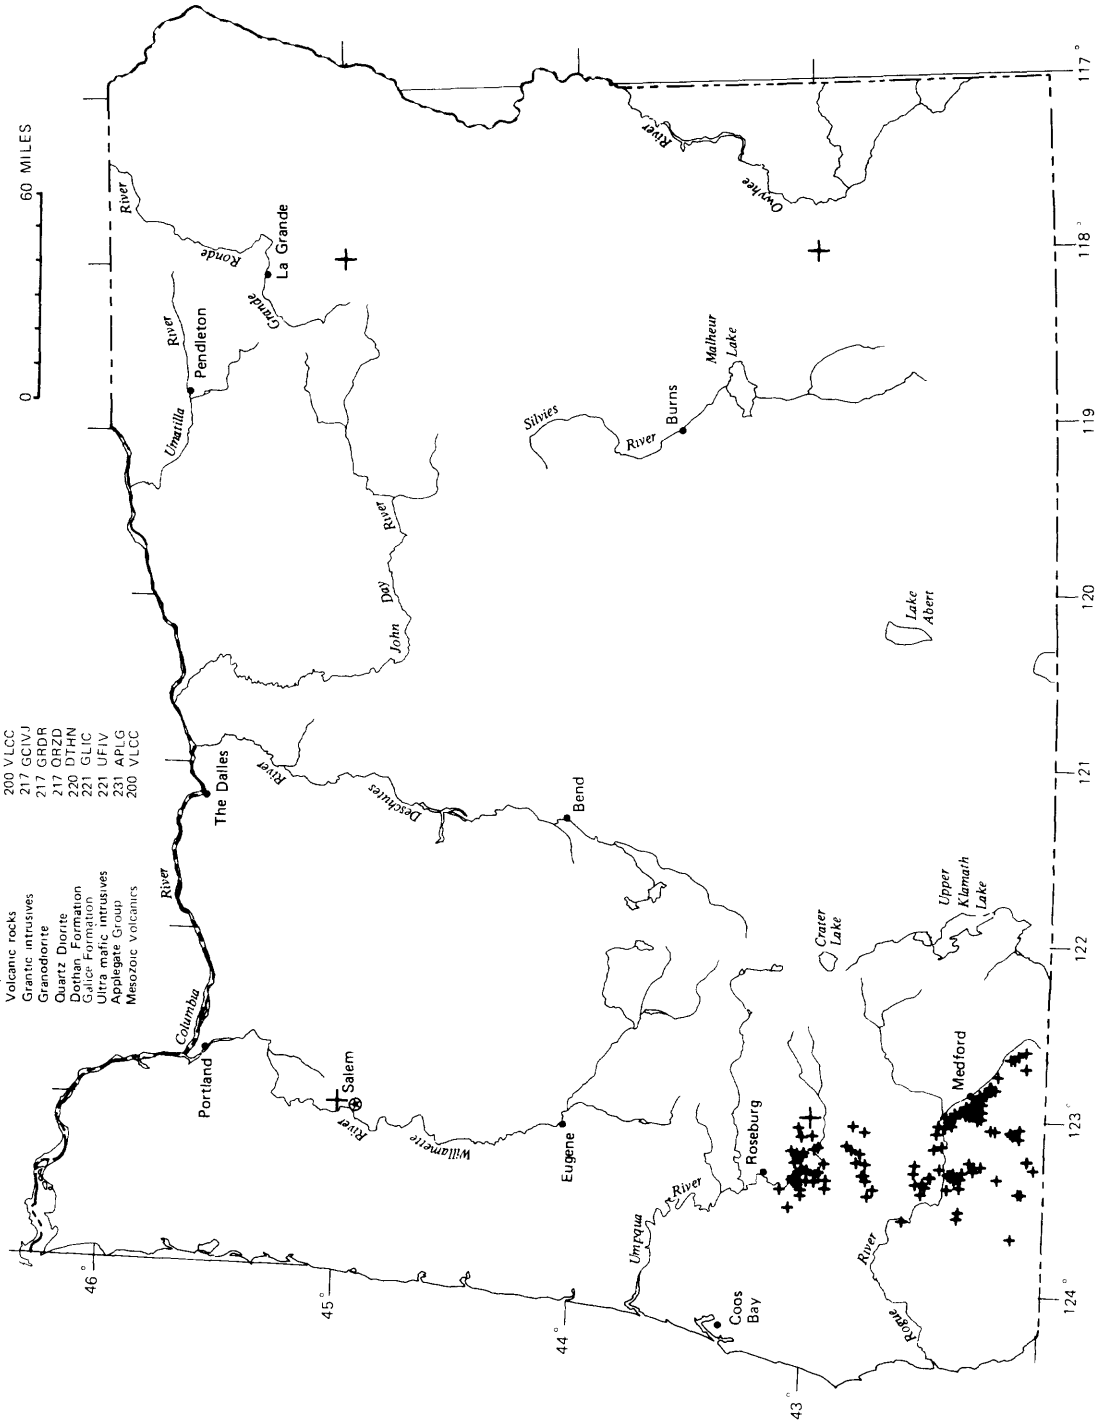 Volcanic rocks 200 VLCC
Grantic intrusives 217 GCIVJ
Granodiorite 217 GRDR
Quartz Diorite 217 QRZD
Dothan Formation 220 DTHN
Galice Formation 221 GLIC
Ultra mafic intrusives 221 UFIV
Applegate Group 231 APLG
Mesozoic Volcanics 200 VLCC
0 60 MILES
46°
45°
44°
43°
124°
123
122
121
120
119
118°
117°
Columbia
River
Portland
Salem
River
Willamette
Eugene
The Dalles
River
Deschutes
Bend
John
Day
River
Umatilla
River
Pendleton
Grande
Ronde
River
La Grande
Silvies
River
Burns
Malheur
Lake
Owyhee
River
Lake
Abert
Crater
Lake
Upper
Klamath
Lake
Umpqua
River
Roseburg
Coos
Bay
Rogue
River
Medford